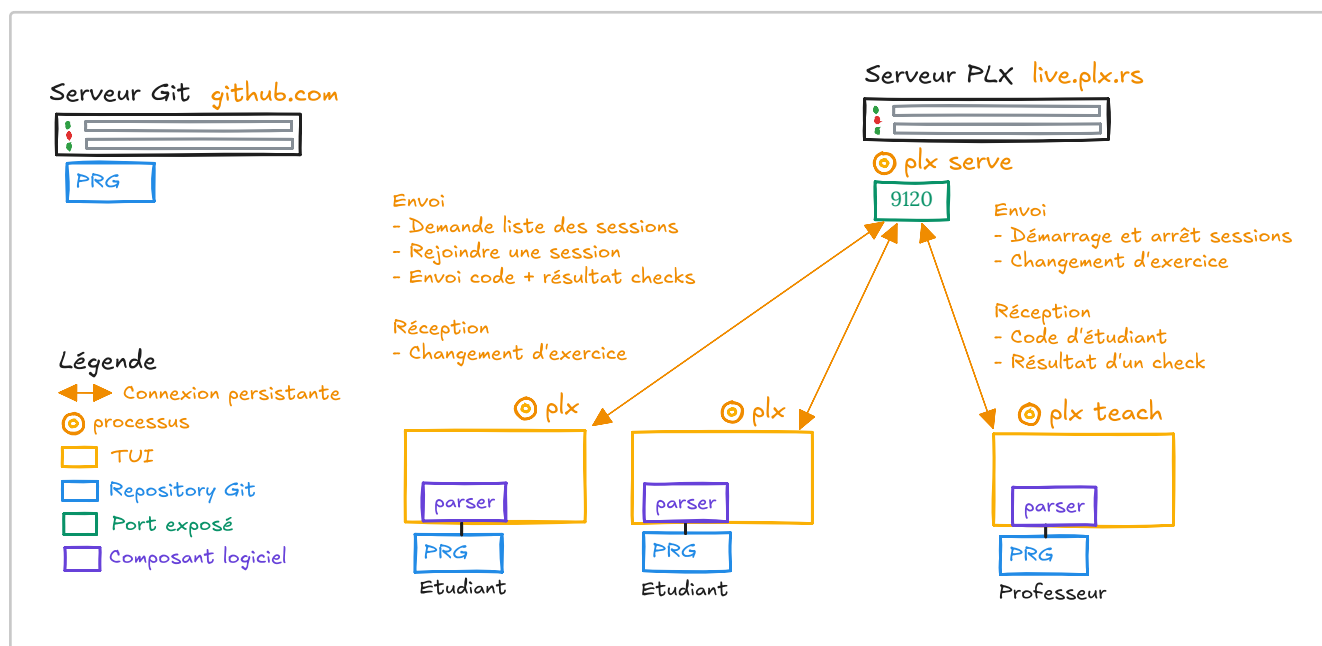 Serveur Git github.com
PRG
Serveur PLX live.plx.rs
plx serve
9120
Envoi
- Demande liste des sessions
- Rejoindre une session
- Envoi code + résultat checks
Réception
- Changement d'exercice
Envoi
- Démarrage et arrêt sessions
- Changement d'exercice
Réception
- Code d'étudiant
- Résultat d'un check
Légende
Connexion persistante
processus
TUI
Repository Git
Port exposé
Composant logiciel
plx
parser
PRG
Etudiant
plx
parser
PRG
Etudiant
plx teach
parser
PRG
Professeur